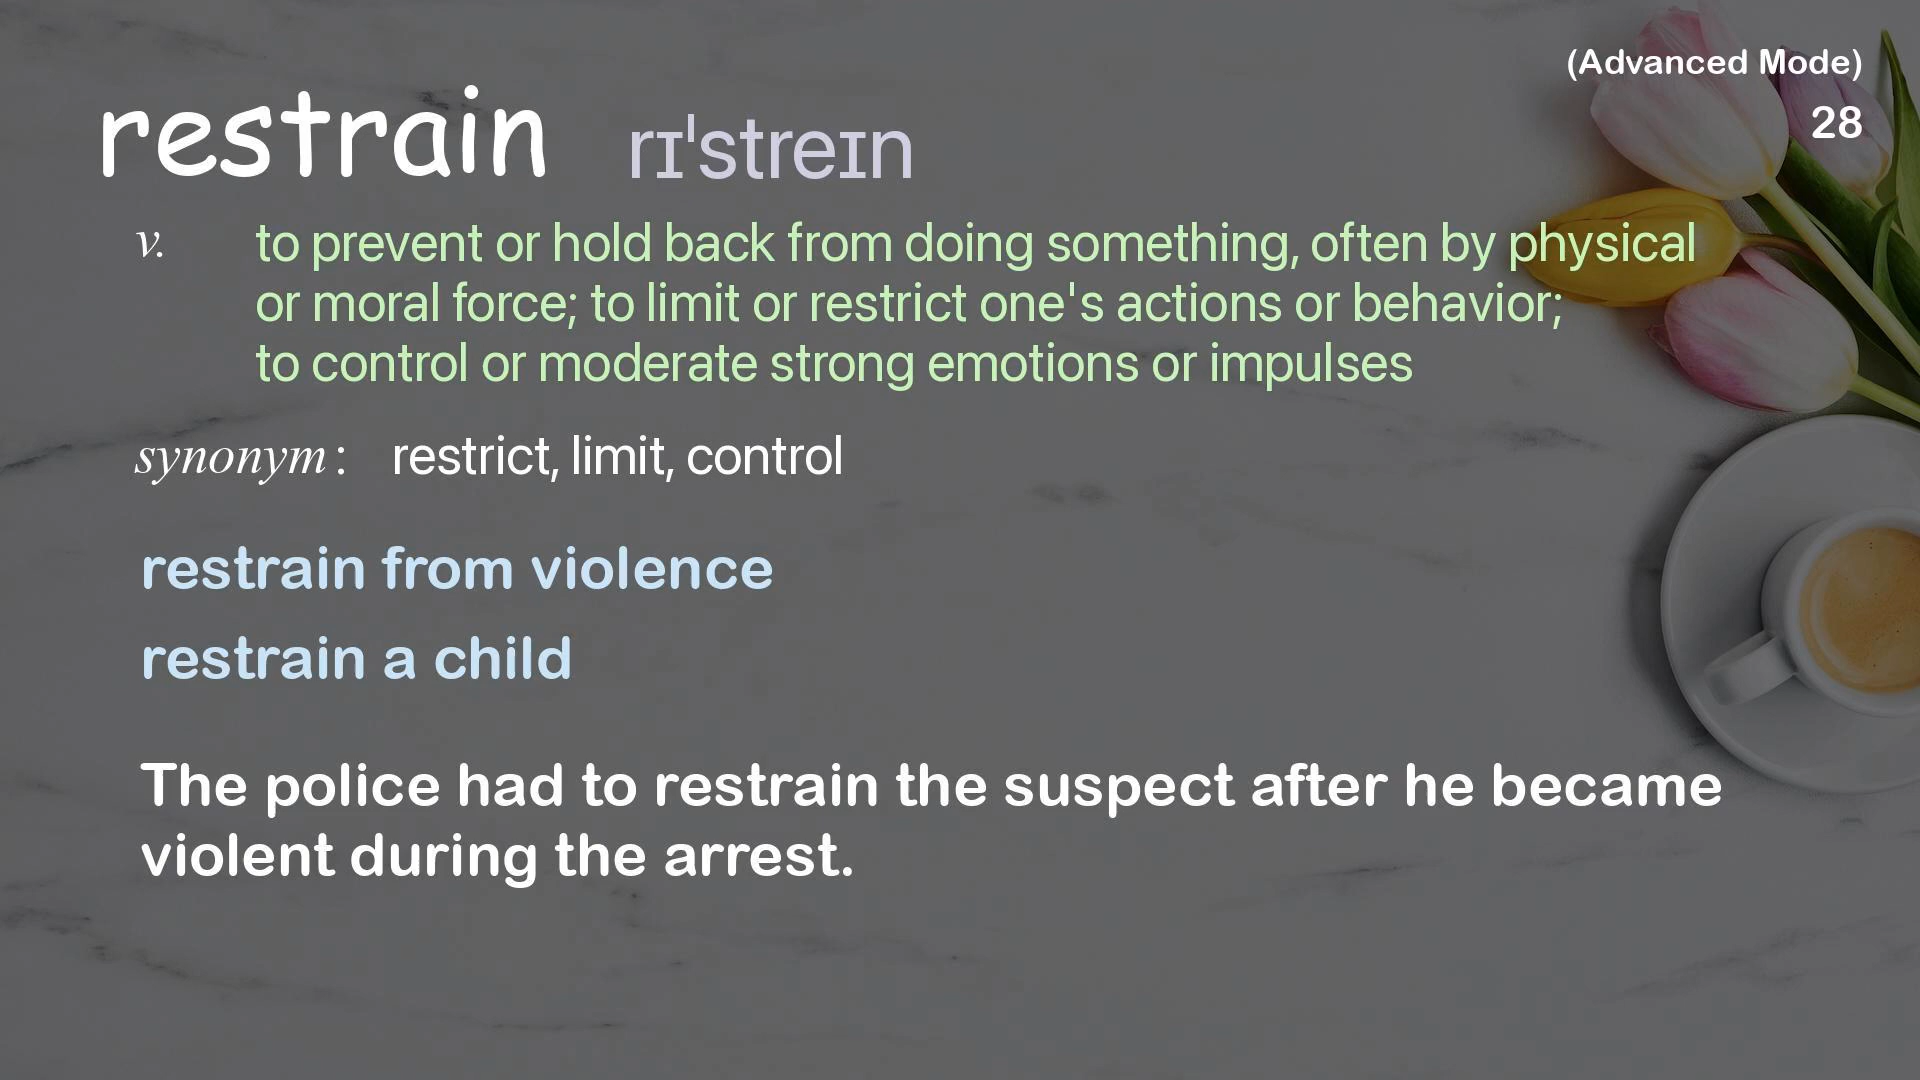 (Advanced Mode)
28
restrain rɪˈstreɪn
v. to prevent or hold back from doing something, often by physical
or moral force; to limit or restrict one's actions or behavior;
to control or moderate strong emotions or impulses
synonym : restrict, limit, control
restrain from violence
restrain a child
The police had to restrain the suspect after he became
violent during the arrest.